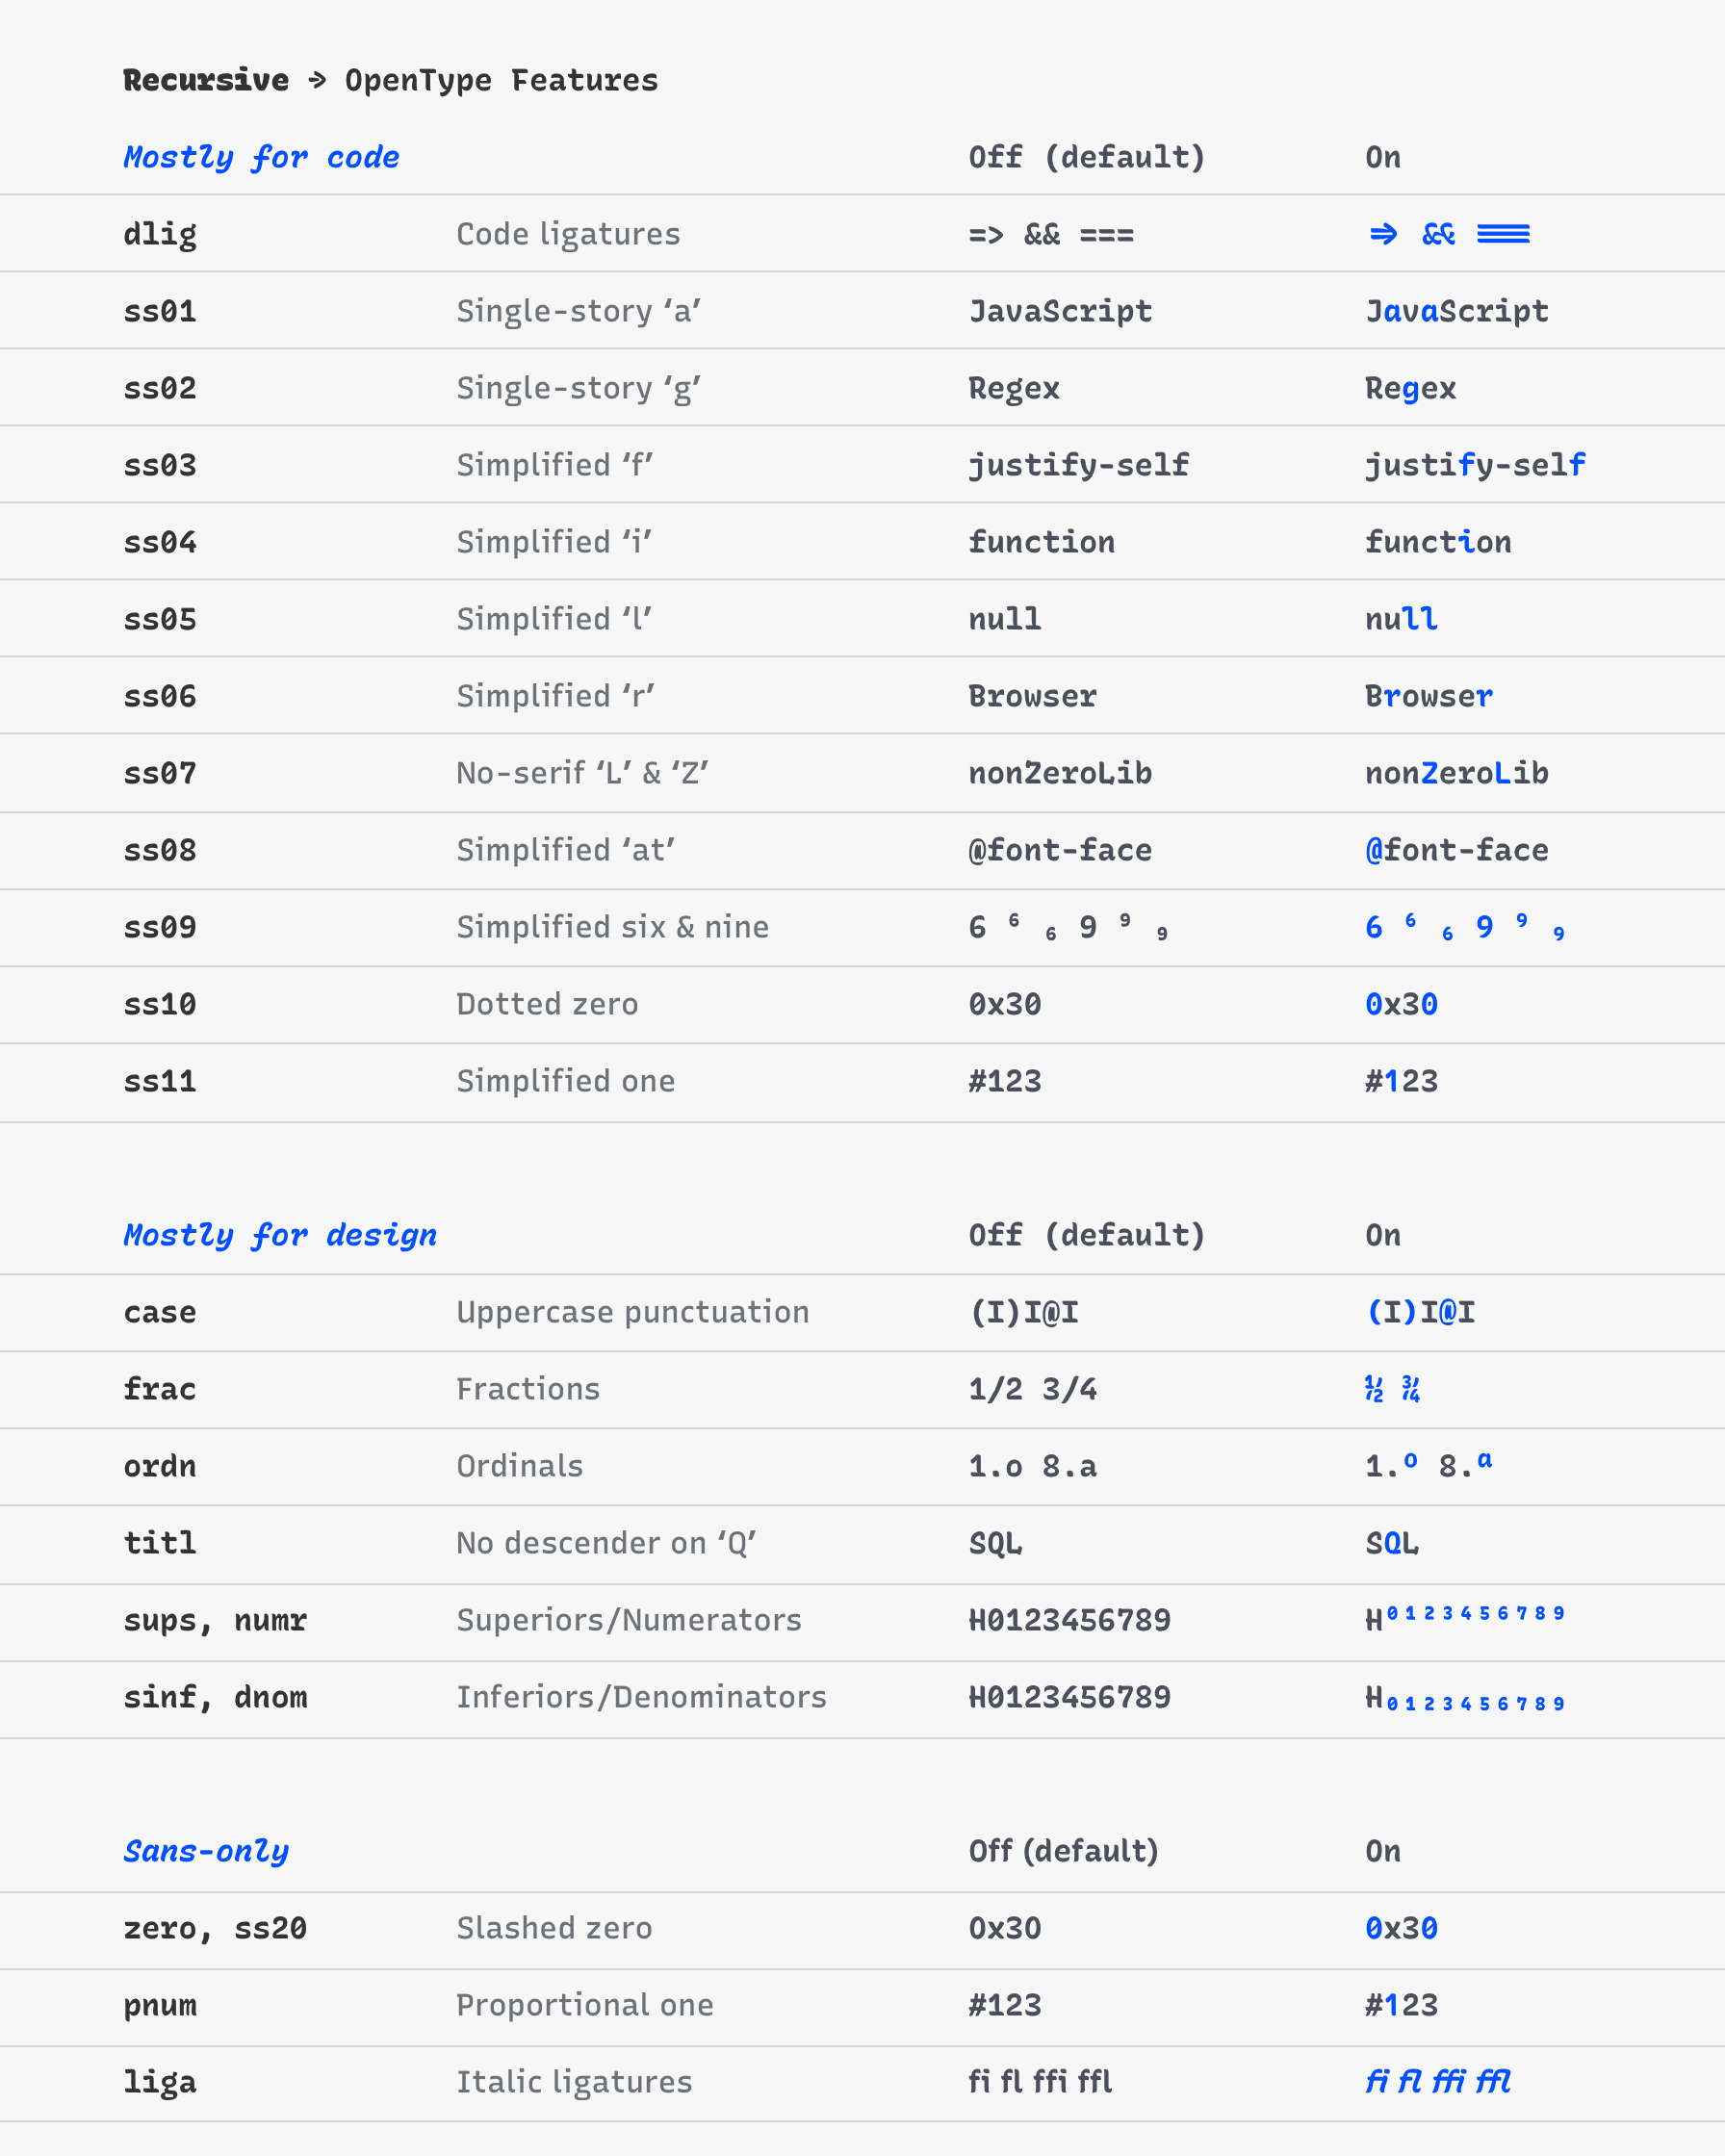 Recursive → OpenType Features
Mostly for code Off (default) On
dlig Code ligatures => && === => && ===
ss01 Single-story ‘a’ JavaScript JavaScript
ss02 Single-story ‘g’ Regex Regex
ss03 Simplified ‘f’ justify-self justify-self
ss04 Simplified ‘i’ function function
ss05 Simplified ‘l’ null null
ss06 Simplified ‘r’ Browser Browser
ss07 No-serif ‘L’ & ‘Z’ nonZeroLib nonZeroLib
ss08 Simplified ‘at’ @font-face @font-face
ss09 Simplified six & nine 6 ⁶ ₆ 9 ⁹ ₉ 6 ⁶ ₆ 9 ⁹ ₉
ss10 Dotted zero 0x30 0x30
ss11 Simplified one #123 #123
Mostly for design Off (default) On
case Uppercase punctuation (I)I@I (I)I@I
frac Fractions 1/2 3/4 ½ ¾
ordn Ordinals 1.o 8.a 1.º 8.ª
titl No descender on ‘Q’ SQL SQL
sups, numr Superiors/Numerators H0123456789 H⁰¹²³⁴⁵⁶⁷⁸⁹
sinf, dnom Inferiors/Denominators H0123456789 H₀₁₂₃₄₅₆₇₈₉
Sans-only Off (default) On
zero, ss20 Slashed zero 0x30 0x30
pnum Proportional one #123 #123
liga Italic ligatures fi fl ffi ffl fi fl ffi ffl